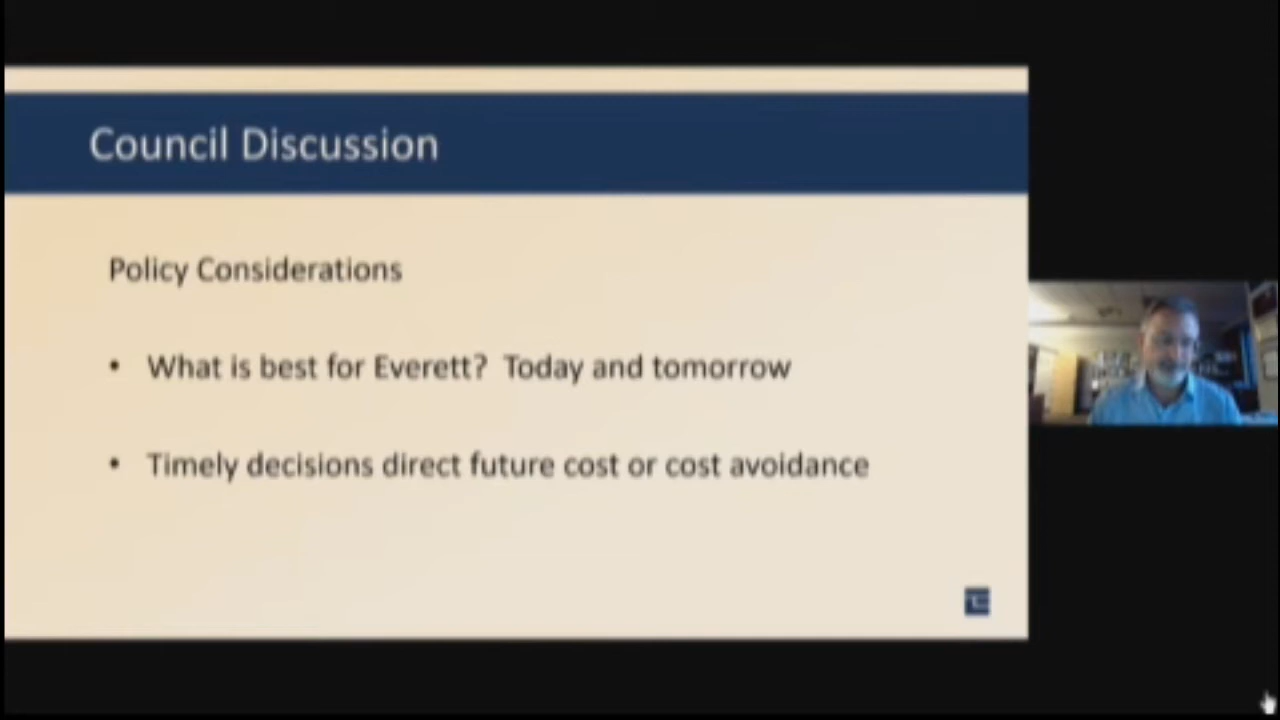 Council Discussion
Policy Considerations
• What is best for Everett? Today and tomorrow
• Timely decisions direct future cost or cost avoidance